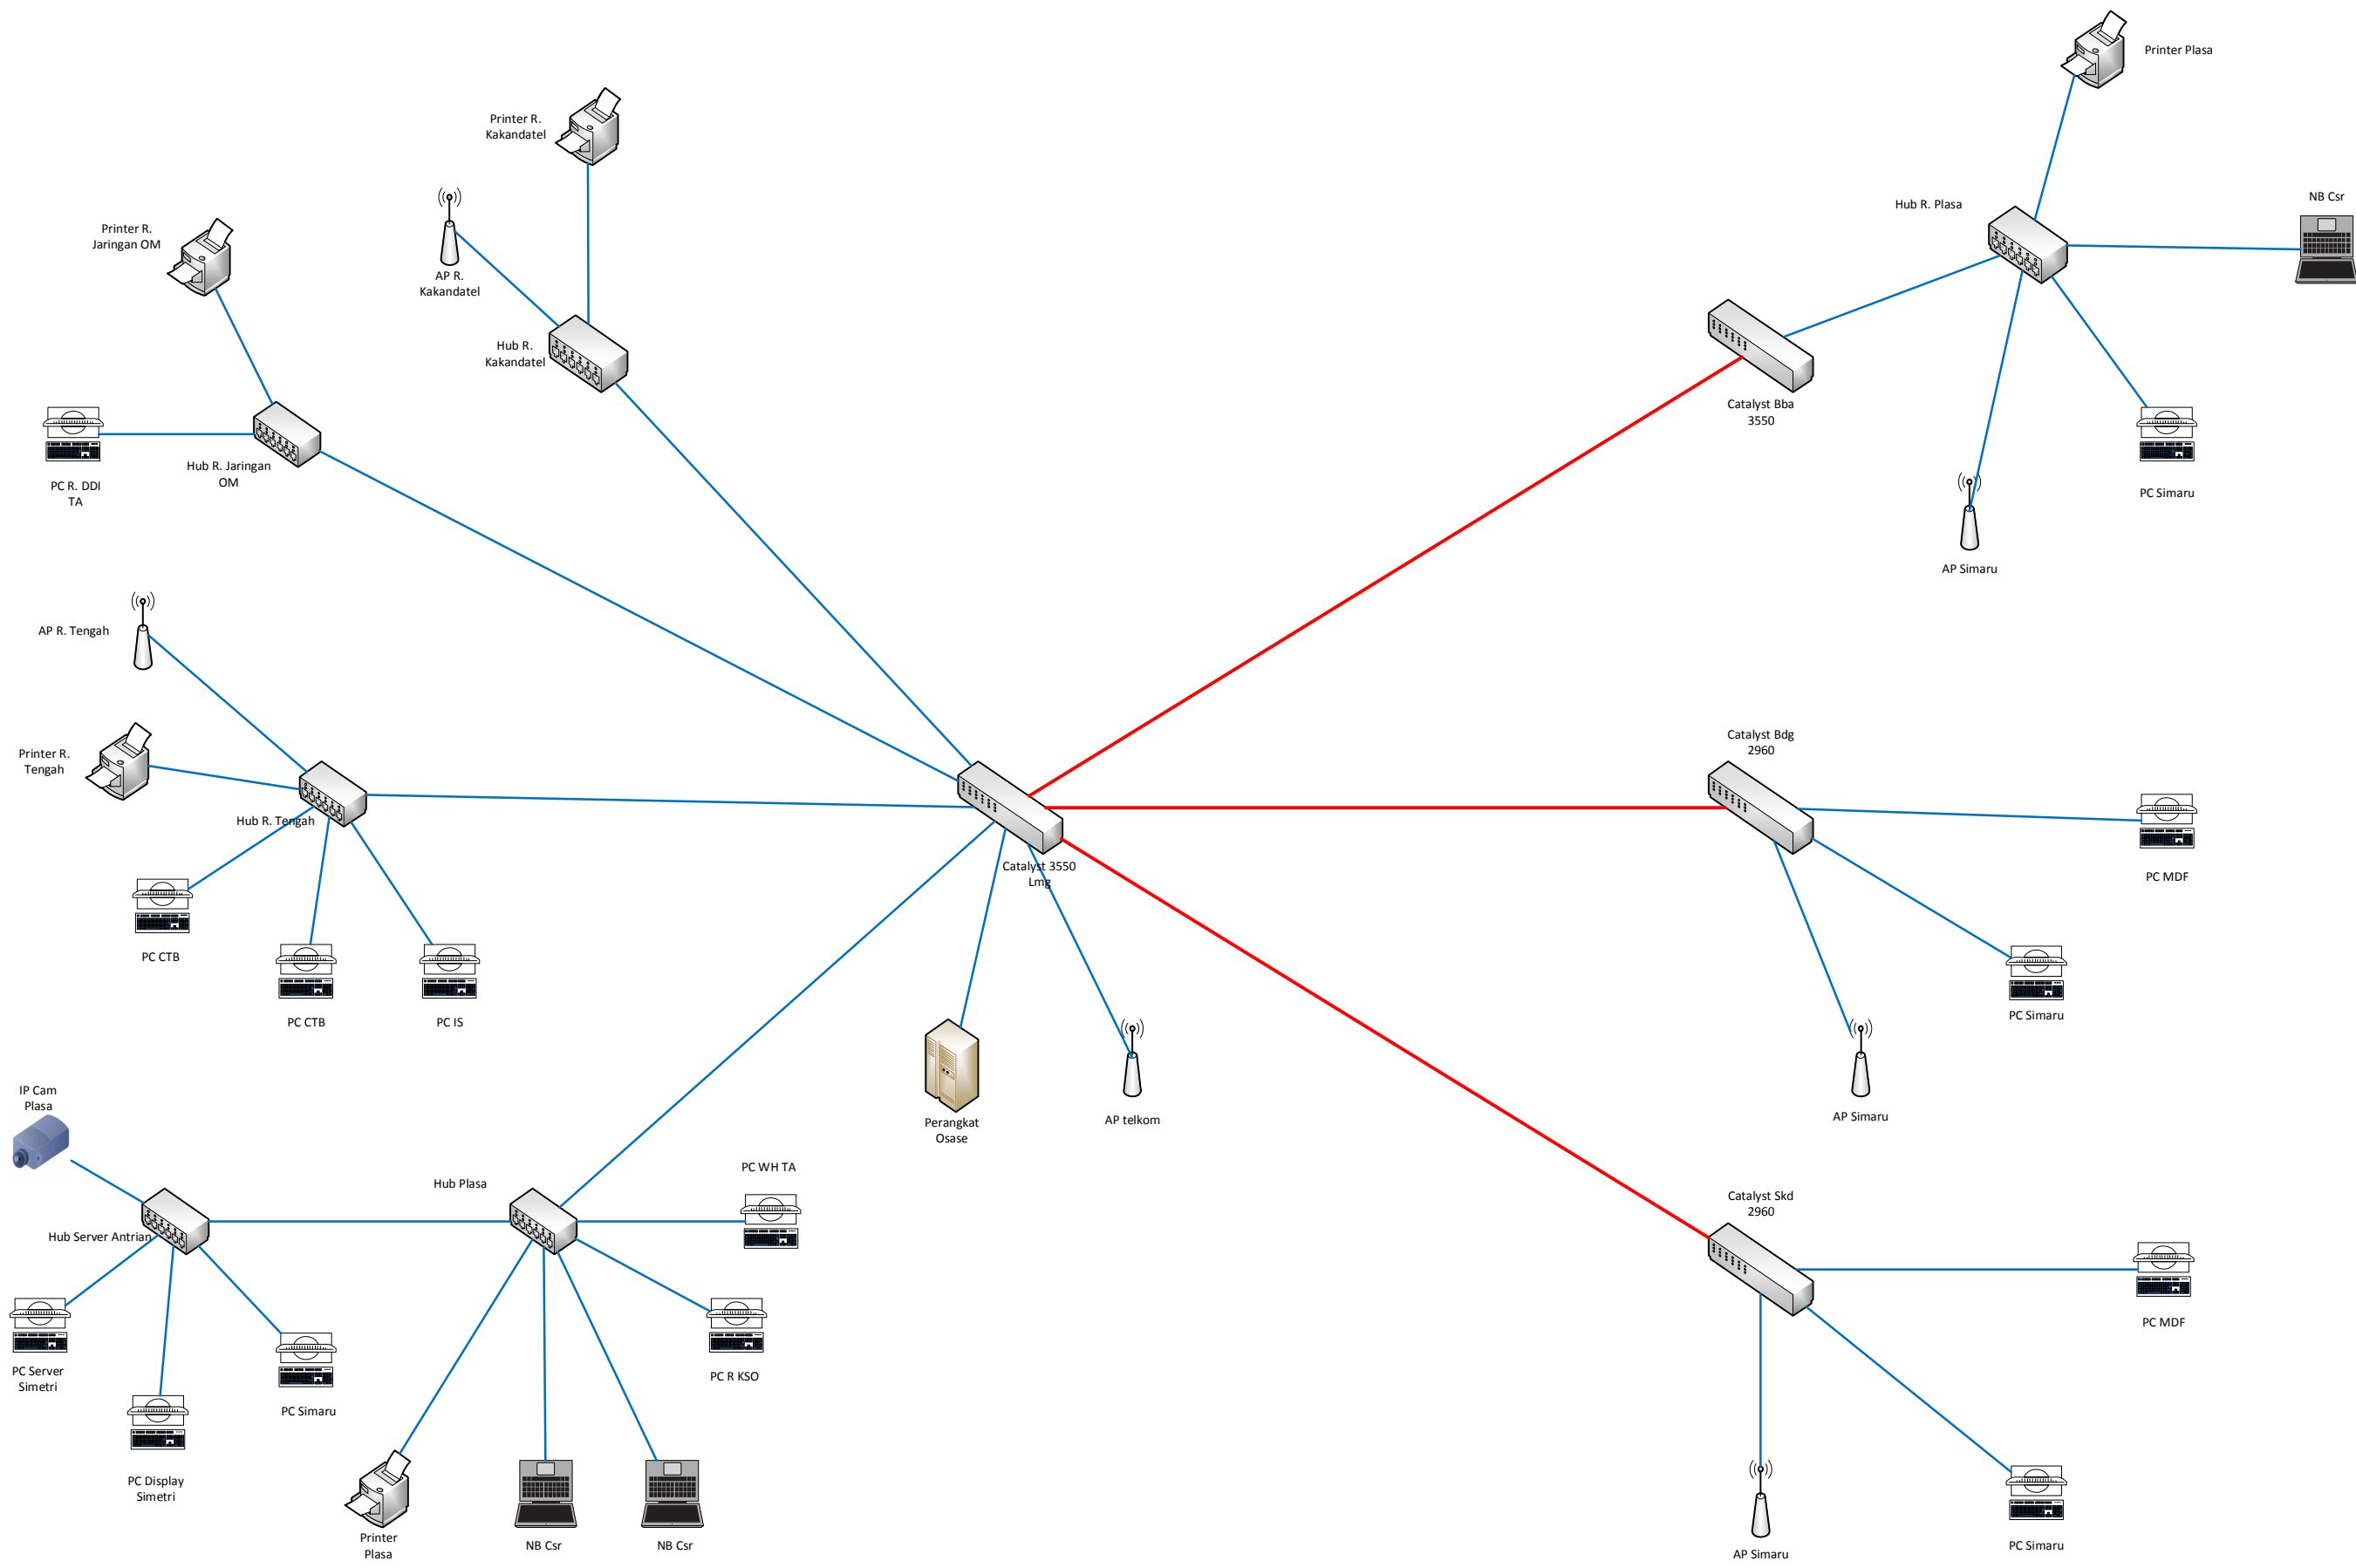 Printer Plasa
Printer R.
Kakandatel
NB Csr
Hub R. Plasa
Printer R.
Jaringan OM
AP R.
Kakandatel
Hub R.
Kakandatel
Catalyst Bba
3550
Hub R. Jaringan
OM
PC R. DDI
TA
PC Simaru
AP Simaru
AP R. Tengah
Catalyst Bdg
2960
Printer R.
Tengah
Hub R. Tengah
Catalyst 3550
Lmg
PC MDF
PC CTB
PC CTB
PC IS
PC Simaru
IP Cam
Plasa
Perangkat
Osase
AP telkom
AP Simaru
PC WH TA
Hub Plasa
Catalyst Skd
2960
Hub Server Antrian
PC MDF
PC Server
Simetri
PC R KSO
PC Simaru
PC Display
Simetri
Printer
Plasa
NB Csr
NB Csr
AP Simaru
PC Simaru